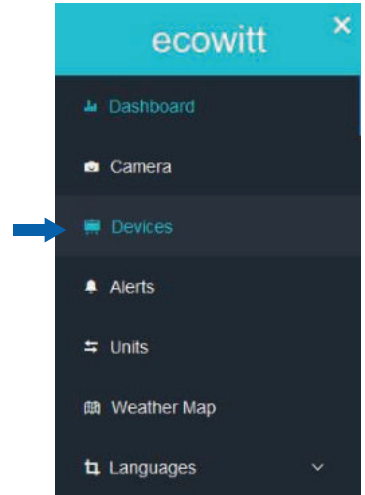 ecowitt
Dashboard
Camera
Devices
Alerts
Units
Weather Map
Languages